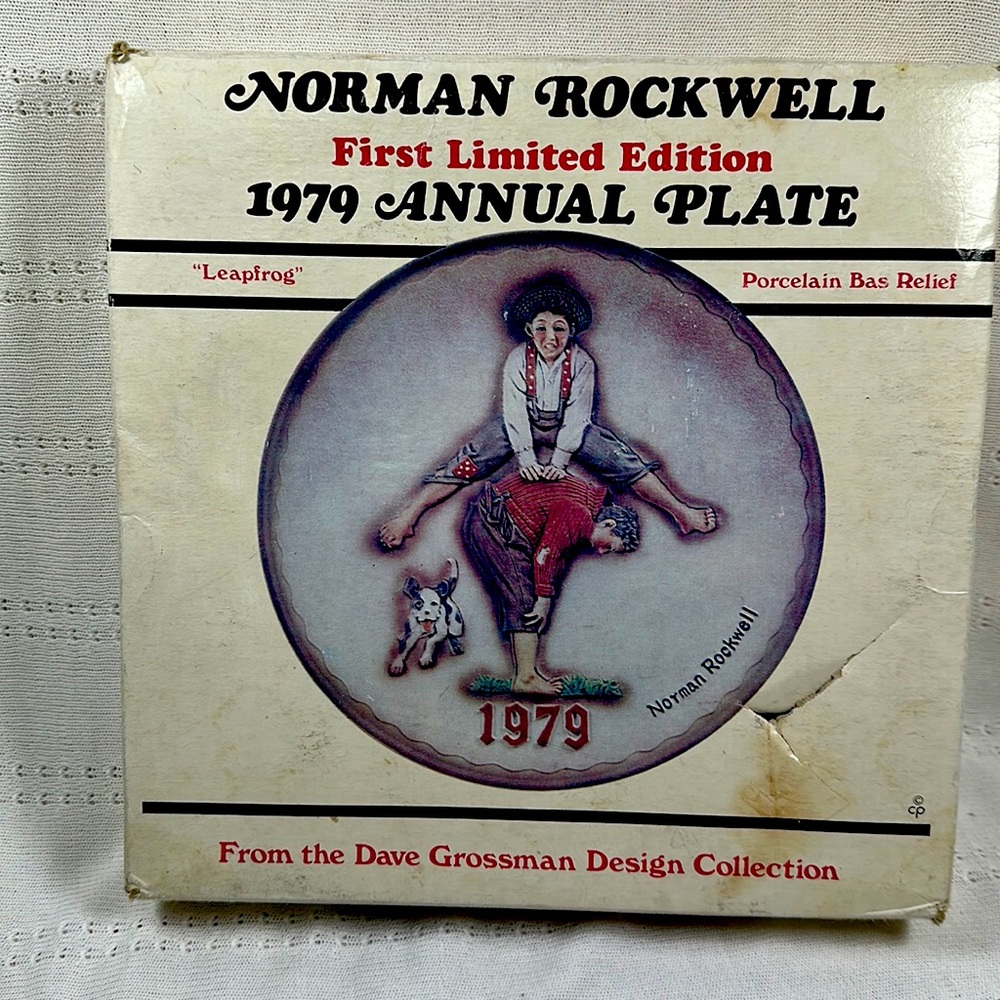 NORMAN ROCKWELL
First Limited Edition
1979 ANNUAL PLATE
"Leapfrog"
Porcelain Bas Relief
Norman Rockwell
1979
©
cp
From the Dave Grossman Design Collection